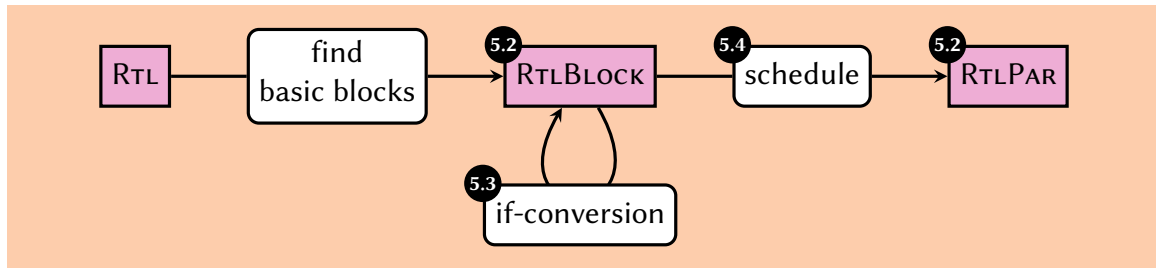 RTL
find
basic blocks
5.2
RTLBLOCK
5.4
schedule
5.2
RTLPAR
5.3
if-conversion